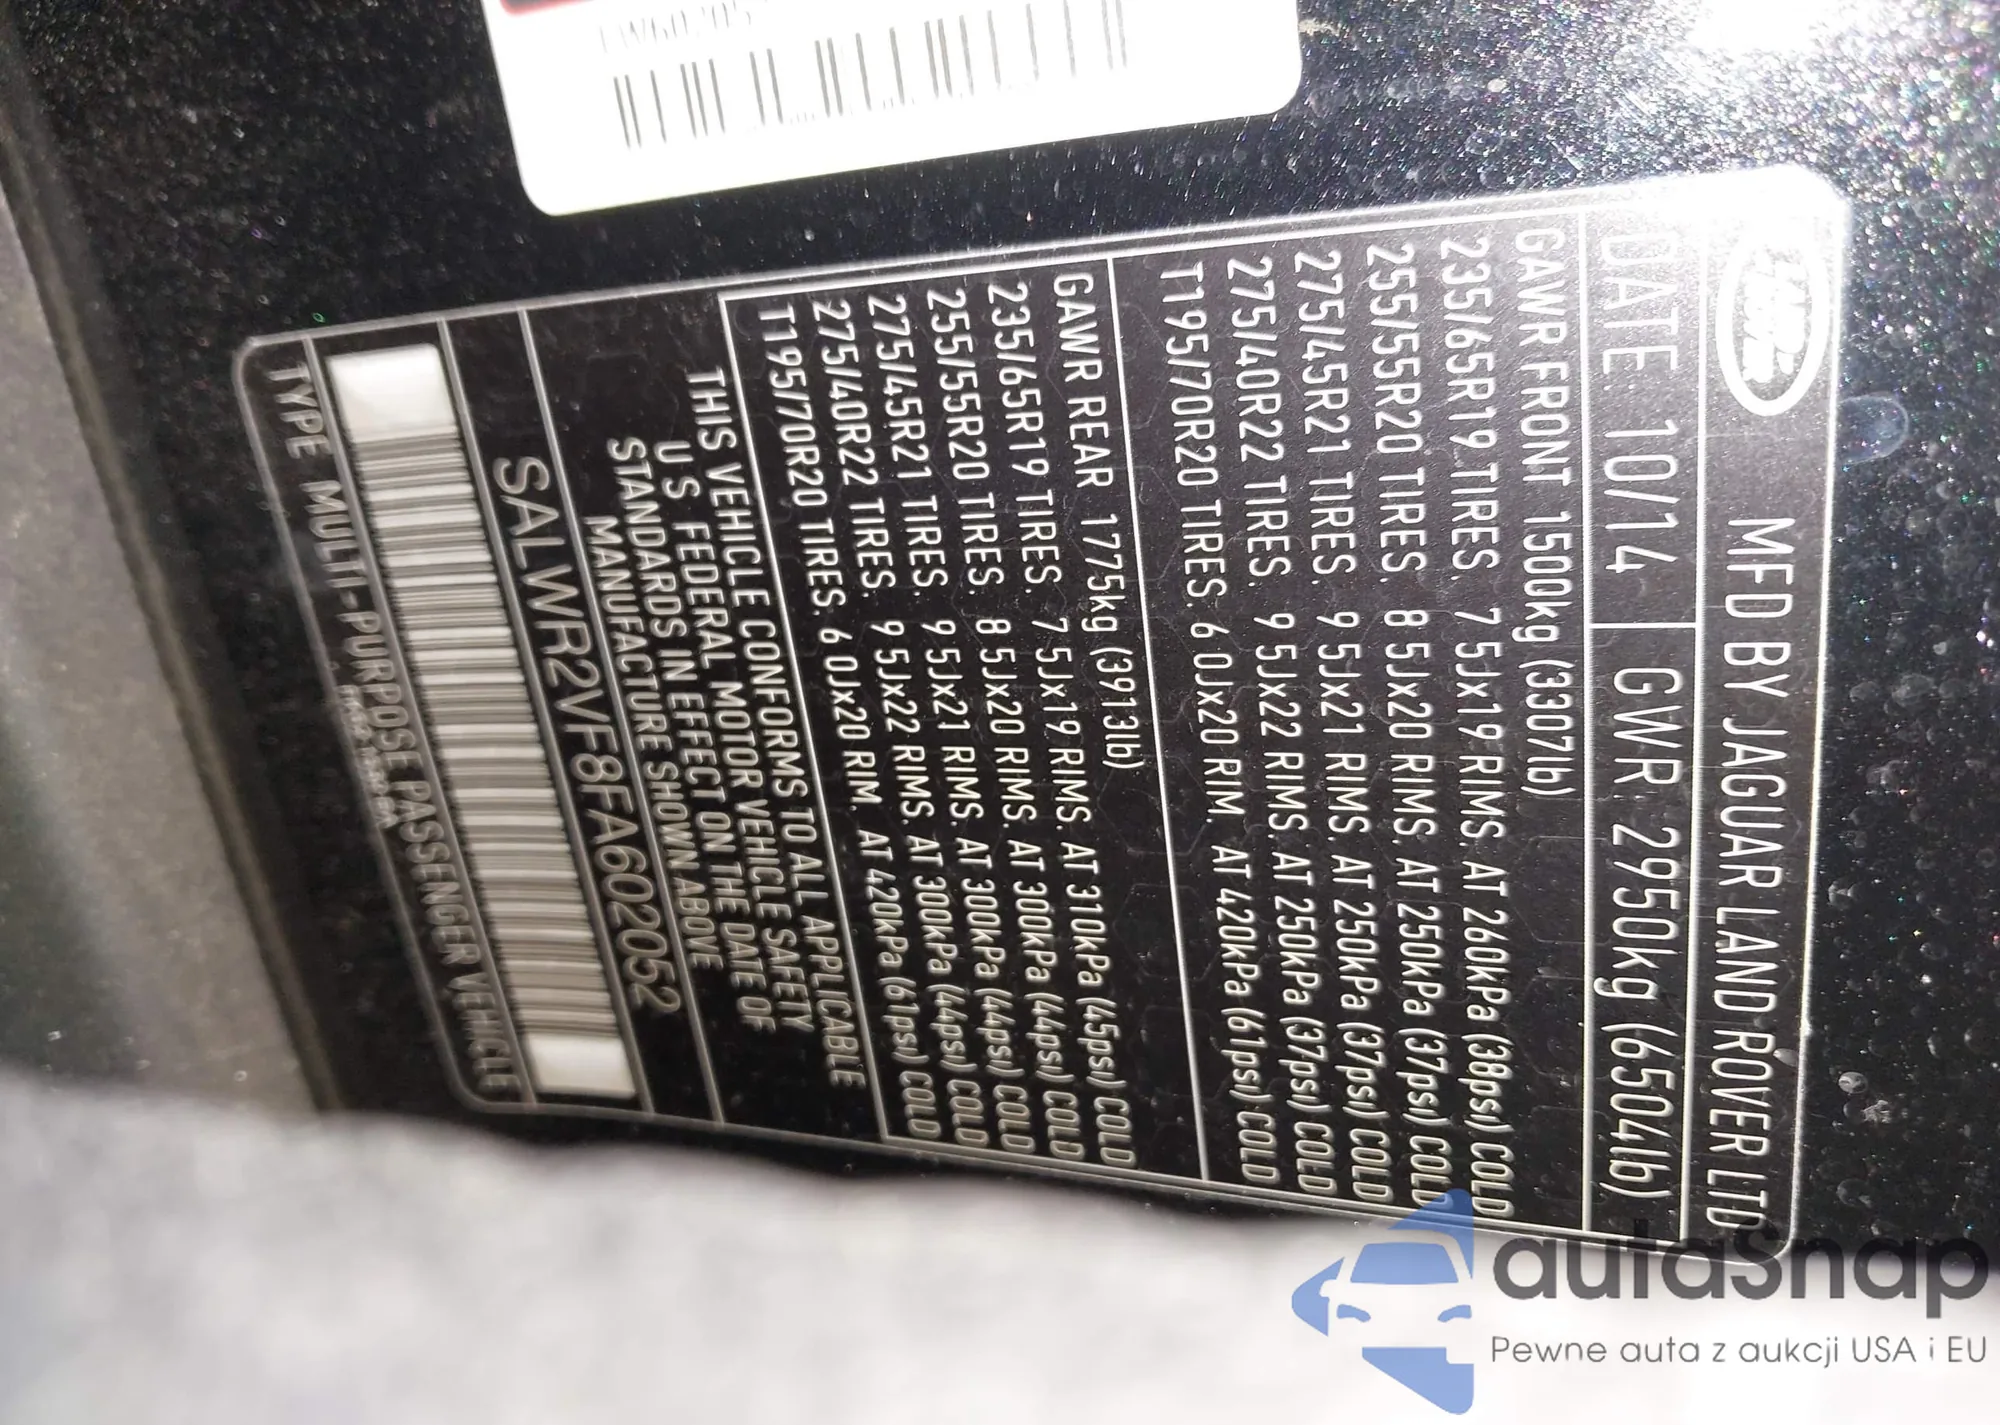 LAND ROVER
MFD BY JAGUAR LAND ROVER LTD
DATE. 10/14 GWR 2950kg (6504lb)
GAWR FRONT 1500kg (3307lb)
235/65R19.TIRES. 7 5Jx19 RIMS. AT 260kPa (38psi) COLD
255/55R20 TIRES. 8 5Jx20 RIMS. AT 250kPa (37psi) COLD
275/45R21 TIRES. 9 5Jx21 RIMS. AT 250kPa (37psi) COLD
275/40R22 TIRES. 9 5Jx22 RIMS. AT 250kPa (37psi) COLD
T195/70R20 TIRES. 6 0Jx20 RIM. AT 420kPa (61psi) COLD
GAWR REAR 1775kg (3913lb)
235/65R19 TIRES. 7 5Jx19 RIMS. AT 310kPa (45psi) COLD
255/55R20 TIRES. 8 5Jx20 RIMS. AT 300kPa (44psi) COLD
275/45R21 TIRES. 9 5Jx21 RIMS. AT 300kPa (44psi) COLD
275/40R22 TIRES. 9 5Jx22 RIMS. AT 300kPa (44psi) COLD
T195/70R20 TIRES. 6 0Jx20 RIM. AT 420kPa (61psi) COLD
THIS VEHICLE CONFORMS TO ALL APPLICABLE
U S FEDERAL MOTOR VEHICLE SAFETY
STANDARDS IN EFFECT ON THE DATE OF
MANUFACTURE SHOWN ABOVE
SALWR2VF8FA602052
TYPE MULTI-PURPOSE PASSENGER VEHICLE
autasnap
Pewne auta z aukcji USA i EU